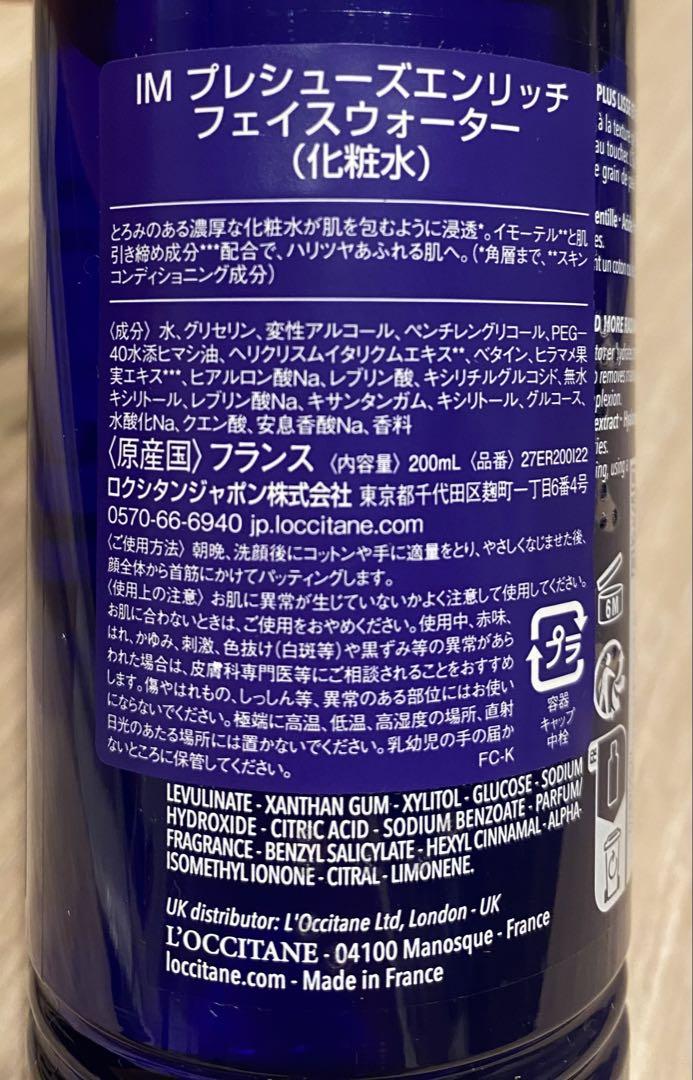 IM プレシューズエンリッチ
フェイスウォーター
（化粧水）
とろみのある濃厚な化粧水が肌を包むように浸透*。イモーテル**と肌
引き締め成分***配合で、ハリツヤあふれる肌へ。（*角層まで、**スキン
コンディショニング成分）
〈成分〉水、グリセリン、変性アルコール、ペンチレングリコール、PEG-
40水添ヒマシ油、ヘリクリスムイタリクムエキス**、ベタイン、ヒラマメ果
実エキス***、ヒアルロン酸Na、レブリン酸、キシリチルグルコシド、無水
キシリトール、レブリン酸Na、キサンタンガム、キシリトール、グルコース、
水酸化Na、クエン酸、安息香酸Na、香料
〈原産国〉フランス 〈内容量〉200mL 〈品番〉27ER200I22
ロクシタンジャポン株式会社 東京都千代田区麹町一丁目6番4号
0570-66-6940 jp.loccitane.com
〈ご使用方法〉朝晩、洗顔後にコットンや手に適量をとり、やさしくなじませた後、
顔全体から首筋にかけてパッティングします。
〈使用上の注意〉お肌に異常が生じていないかよく注意して使用してください。
お肌に合わないときは、ご使用をおやめください。使用中、赤味、
はれ、かゆみ、刺激、色抜け(白斑等)や黒ずみ等の異常があら
われた場合は、皮膚科専門医等にご相談されることをおすすめ
します。傷やはれもの、しっしん等、異常のある部位にはお使い
にならないでください。極端に高温、低温、高湿度の場所、直射
日光のあたる場所には置かないでください。乳幼児の手の届か
ないところに保管してください。
FC-K
プラ
容器
キャップ
中栓
6M
LEVULINATE - XANTHAN GUM - XYLITOL - GLUCOSE - SODIUM
HYDROXIDE - CITRIC ACID - SODIUM BENZOATE - PARFUM/
FRAGRANCE - BENZYL SALICYLATE - HEXYL CINNAMAL - ALPHA-
ISOMETHYL IONONE - CITRAL - LIMONENE.
UK distributor: L'Occitane Ltd, London - UK
L'OCCITANE - 04100 Manosque - France
loccitane.com - Made in France
PLUS
à la texture
au toucher
e grain de
MORE
removes
extract
using a